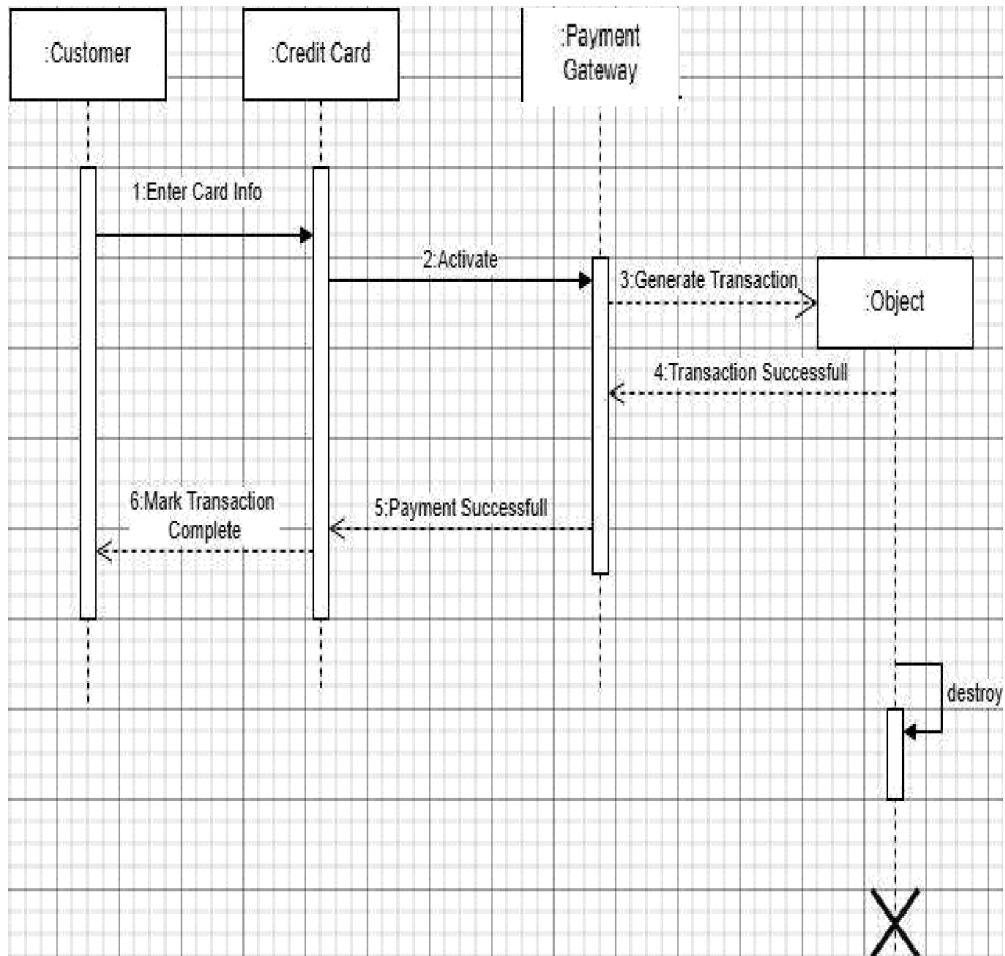 :Customer
:Credit Card
:Payment
Gateway
1:Enter Card Info
2:Activate
3:Generate Transaction
:Object
4:Transaction Successfull
6:Mark Transaction
Complete
5:Payment Successfull
destroy